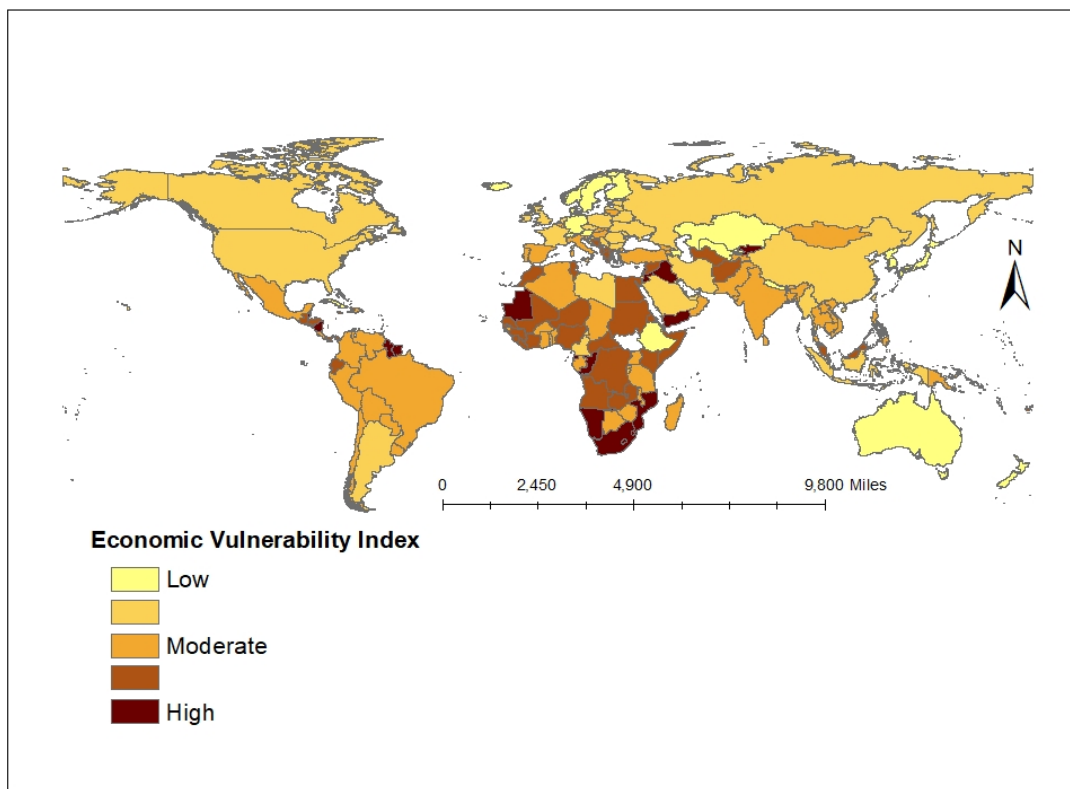 N
0 2,450 4,900 9,800 Miles
Economic Vulnerability Index
Low
Moderate
High